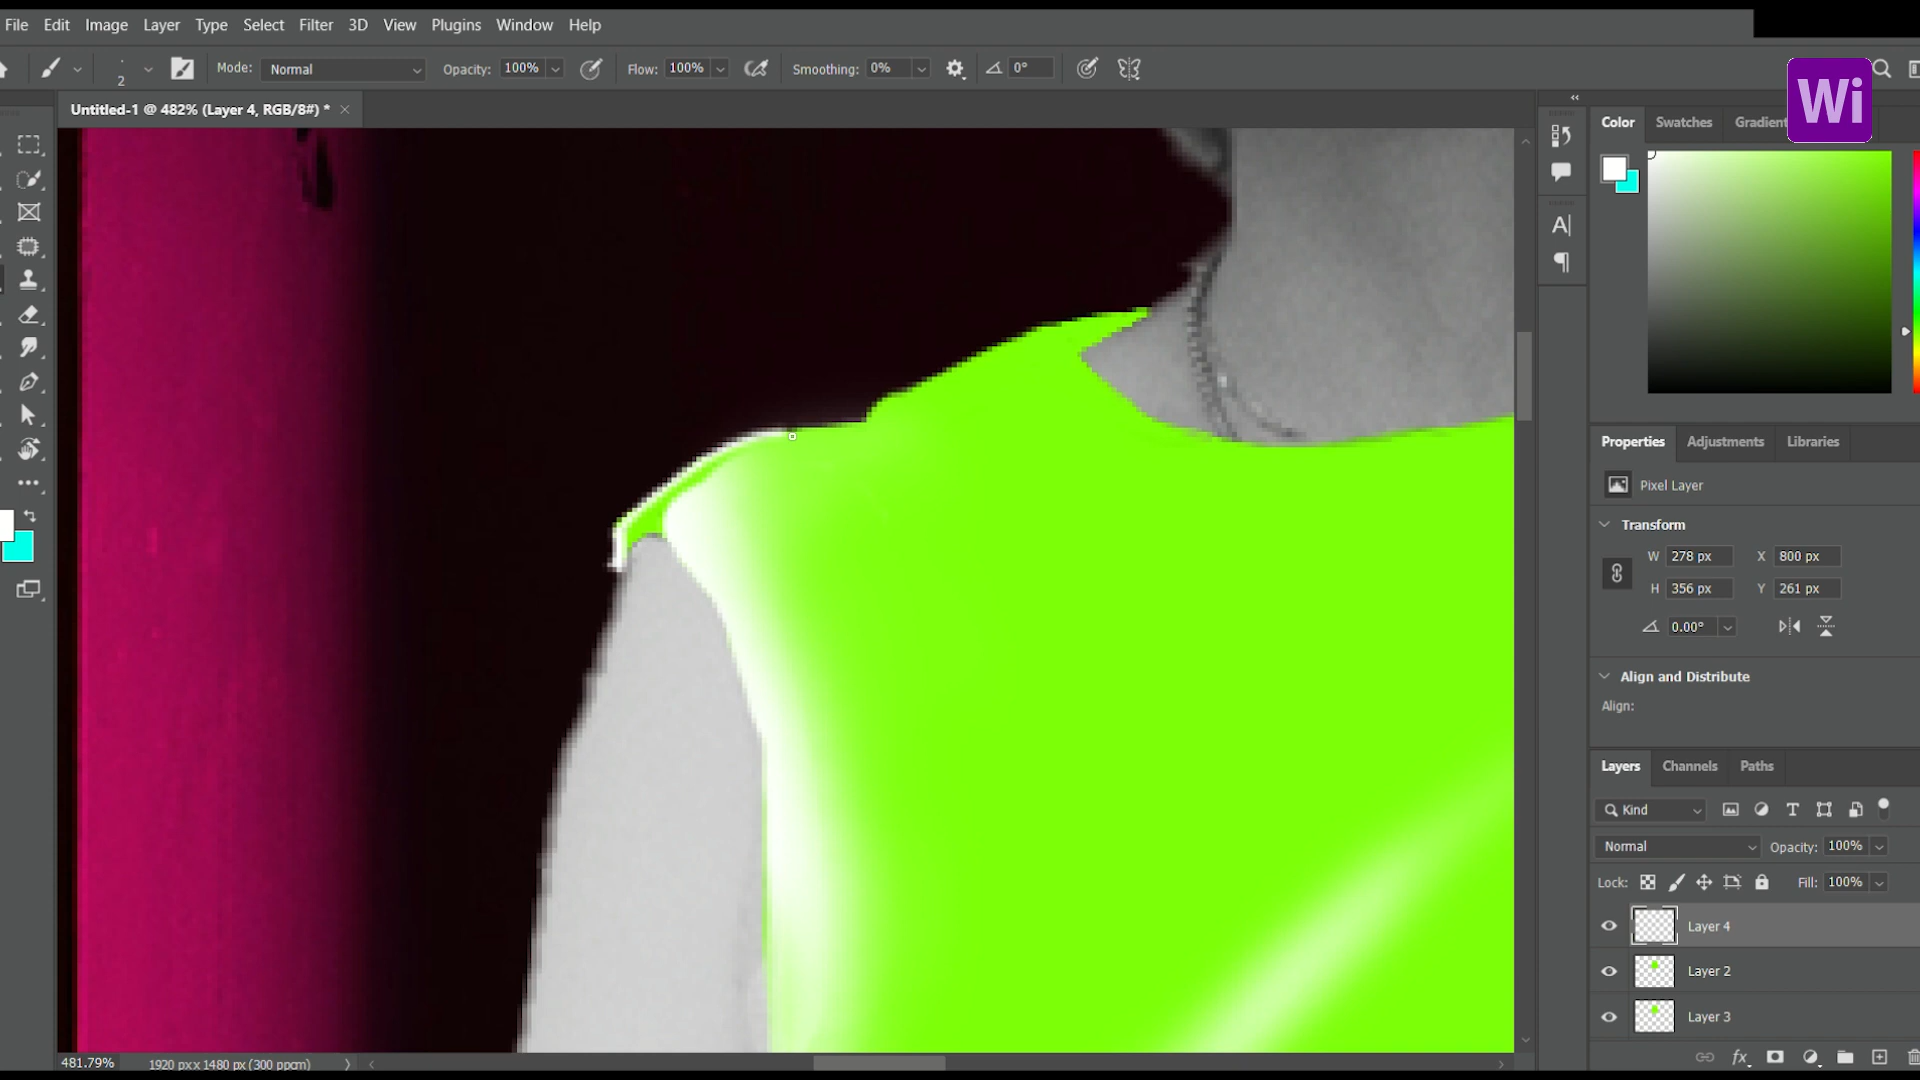 File Edit Image Layer Type Select Filter 3D View Plugins Window Help
2 Mode: Normal Opacity: 100% Flow: 100% Smoothing: 0% 0°
Wi
Untitled-1 @ 482% (Layer 4, RGB/8#) *
Color Swatches Gradient
A
Properties Adjustments Libraries
Pixel Layer
Transform
W 278 px X 800 px
H 356 px Y 261 px
0.00°
Align and Distribute
Align:
Layers Channels Paths
Kind
Normal Opacity: 100%
Lock: Fill: 100%
Layer 4
Layer 2
Layer 3
fx
481.79% 1920 px x 1480 px (300 ppcm)